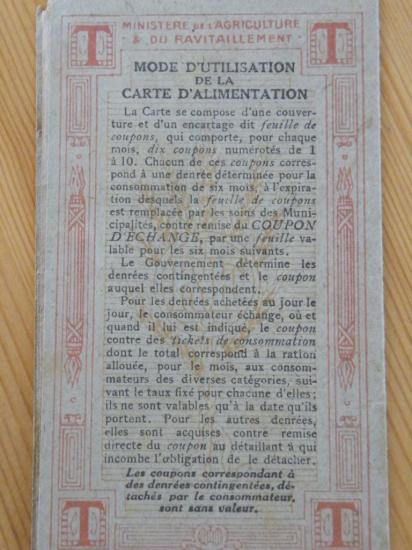 MINISTÈRE DE L'AGRICULTURE
& DU RAVITAILLEMENT
T T
MODE D'UTILISATION
DE LA
CARTE D'ALIMENTATION
La Carte se compose d'une couver-
ture et d'un encartage dit feuille de
coupons, qui comporte, pour chaque
mois, dix coupons numérotés de 1
à 10. Chacun de ces coupons corres-
pond à une denrée déterminée pour la
consommation de six mois, à l'expira-
tion desquels la feuille de coupons
est remplacée par les soins des Muni-
cipalités, contre remise du COUPON
D'ECHANGE, par une feuille va-
lable pour les six mois suivants.
Le Gouvernement détermine les
denrées contingentées et le coupon
auquel elles correspondent.
Pour les denrées achetées au jour le
jour, le consommateur échange, où et
quand il lui est indiqué, le coupon
contre des tickets de consommation
dont le total correspond à la ration
allouée, pour le mois, aux consom-
mateurs des diverses catégories, sui-
vant le taux fixé pour chacune d'elles ;
ils ne sont valables qu'à la date qu'ils
portent. Pour les autres denrées,
elles sont acquises contre remise
directe du coupon au détaillant à qui
incombe l'obligation de le détacher.
Les coupons correspondant à
des denrées contingentées, dé-
tachés par le consommateur,
sont sans valeur.
T T